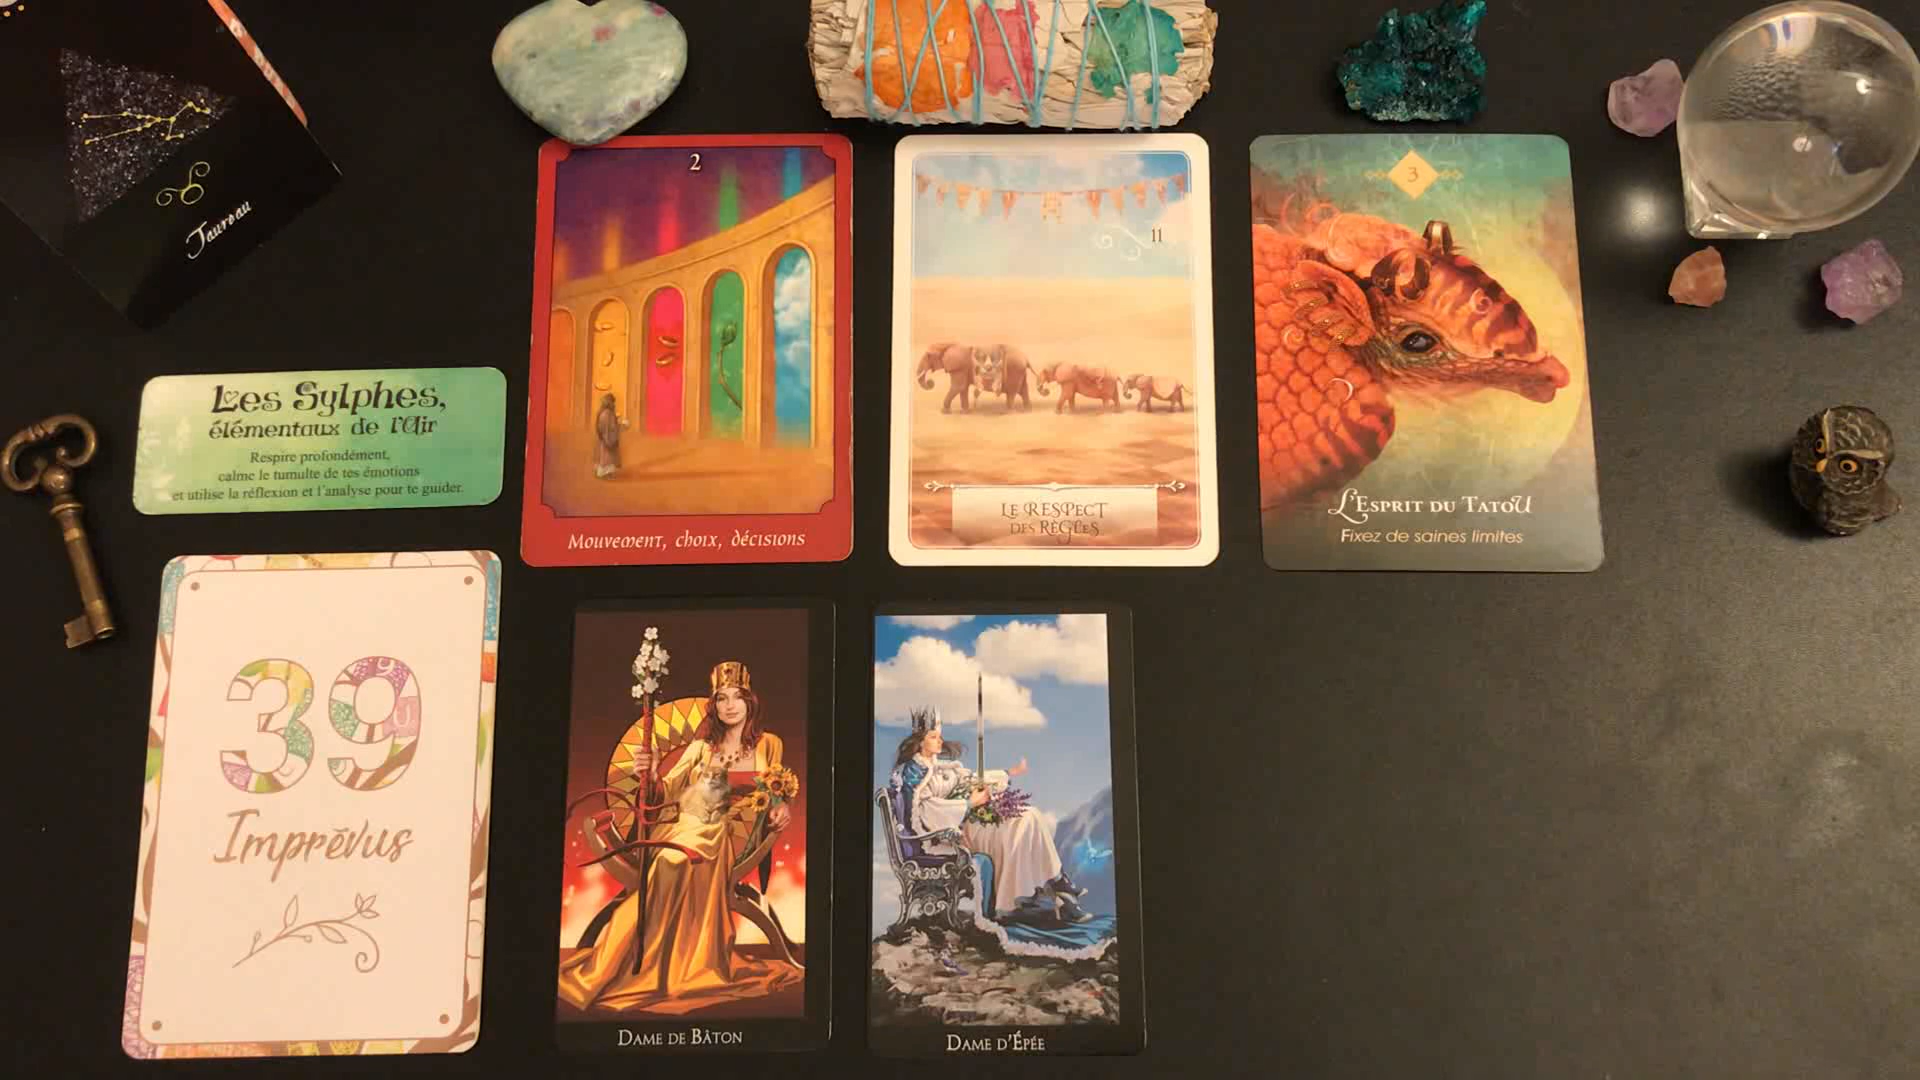 Taureau
Les Sylphes,
élémentaux de l'Air
Respire profondément,
calme le tumulte de tes émotions
et utilise la réflexion et l'analyse pour te guider.
2
Mouvement, choix, décisions
11
LE RESPECT
DES RÈGLES
3
L'ESPRIT DU TATOU
Fixez de saines limites
39
Imprévus
DAME DE BÂTON
DAME D'ÉPÉE